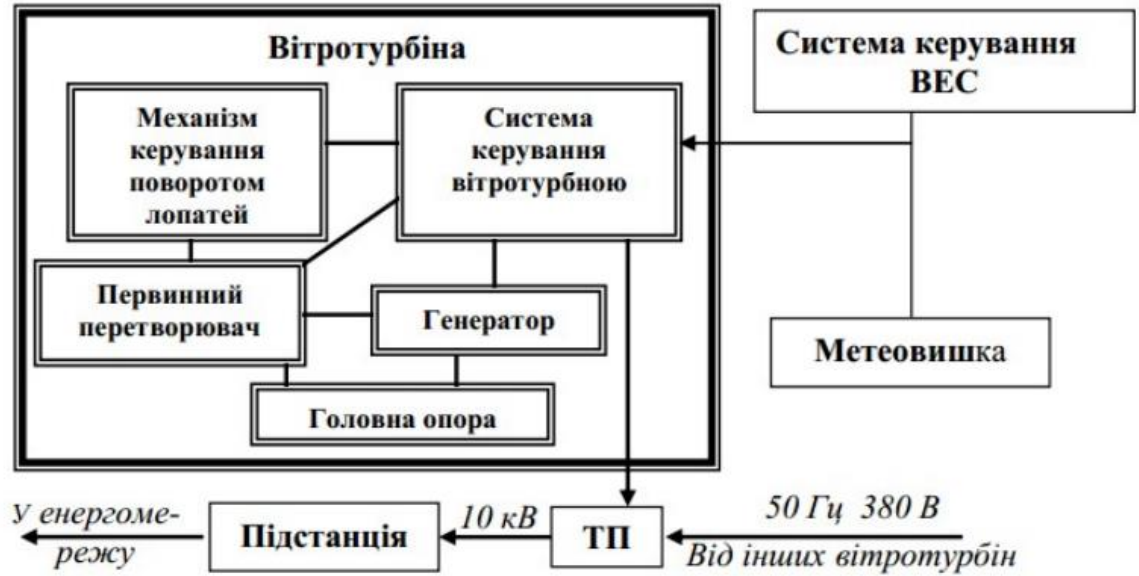 Вітротурбіна
Механізм
керування
поворотом
лопатей
Система
керування
вітротурбною
Первинний
перетворювач
Генератор
Головна опора
Система керування
ВЕС
Метеовишка
У енергоме-
режу
Підстанція
10 кВ
ТП
50 Гц 380 В
Від інших вітротурбін